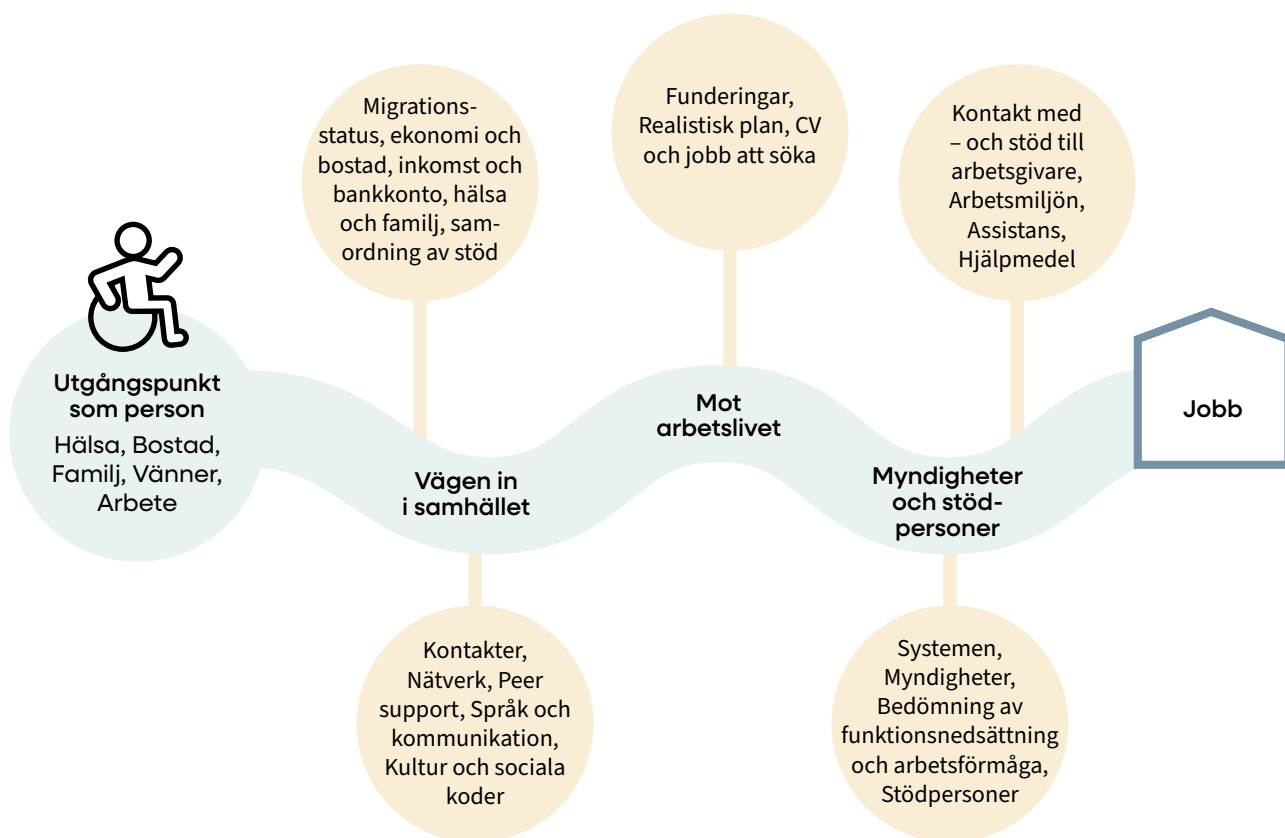 Utgångspunkt
som person
Hälsa, Bostad,
Familj, Vänner,
Arbete
Migrations-
status, ekonomi och
bostad, inkomst och
bankkonto, hälsa
och familj, sam-
ordning av stöd
Vägen in
i samhället
Kontakter,
Nätverk, Peer
support, Språk och
kommunikation,
Kultur och sociala
koder
Funderingar,
Realistisk plan, CV
och jobb att söka
Mot
arbetslivet
Kontakt med
– och stöd till
arbetsgivare,
Arbetsmiljön,
Assistans,
Hjälpmedel
Myndigheter
och stöd-
personer
Systemen,
Myndigheter,
Bedömning av
funktionsnedsättning
och arbetsförmåga,
Stödpersoner
Jobb